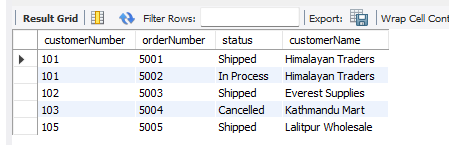 Result Grid Filter Rows: Export: Wrap Cell Cont
customerNumber orderNumber status customerName
101 5001 Shipped Himalayan Traders
101 5002 In Process Himalayan Traders
102 5003 Shipped Everest Supplies
103 5004 Cancelled Kathmandu Mart
105 5005 Shipped Lalitpur Wholesale